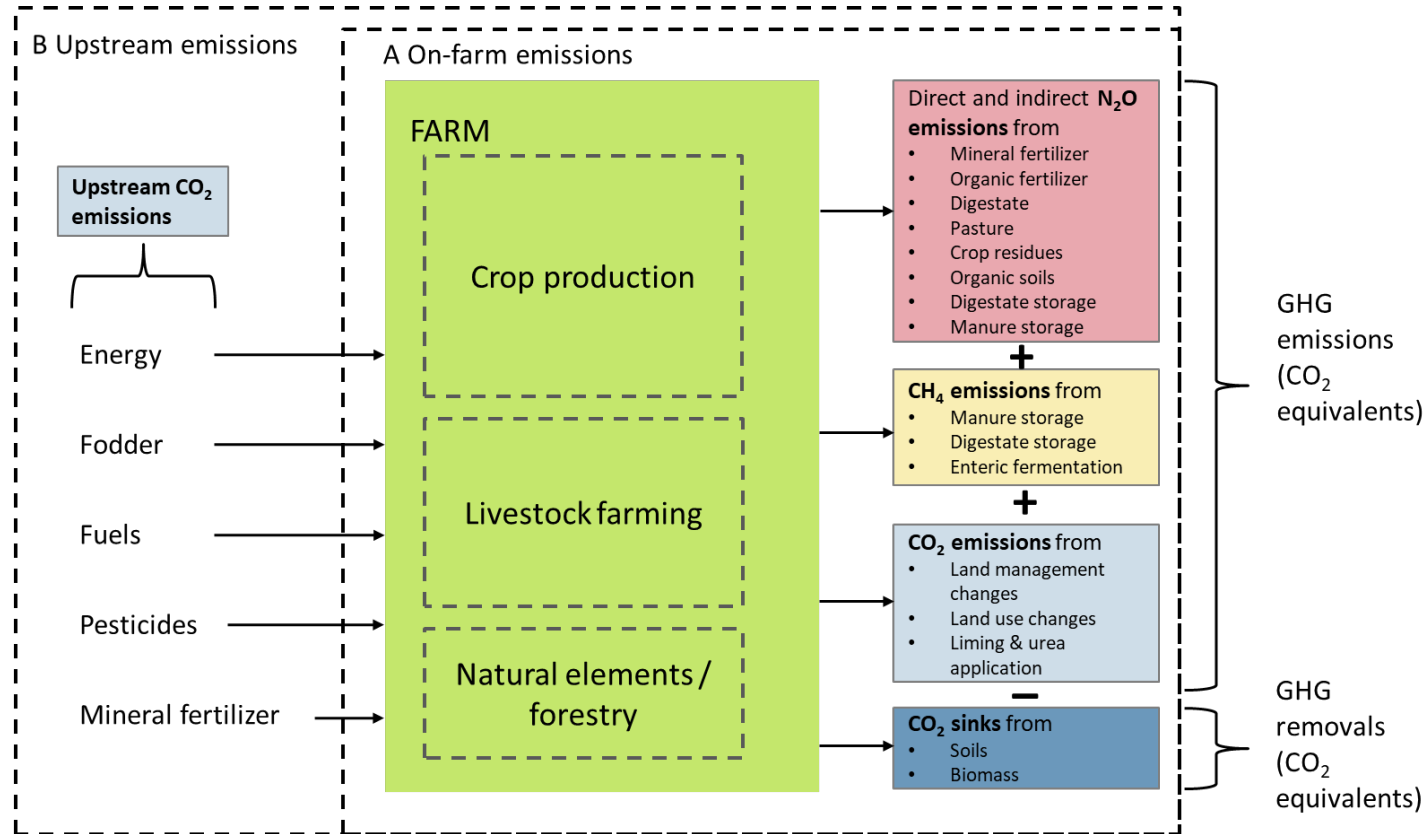 B Upstream emissions
A On-farm emissions
Upstream CO₂
emissions
Energy
Fodder
Fuels
Pesticides
Mineral fertilizer
FARM
Crop production
Livestock farming
Natural elements /
forestry
Direct and indirect N₂O
emissions from
• Mineral fertilizer
• Organic fertilizer
• Digestate
• Pasture
• Crop residues
• Organic soils
• Digestate storage
• Manure storage
+
CH₄ emissions from
• Manure storage
• Digestate storage
• Enteric fermentation
+
CO₂ emissions from
• Land management
changes
• Land use changes
• Liming & urea
application
−
CO₂ sinks from
• Soils
• Biomass
GHG
emissions
(CO₂
equivalents)
GHG
removals
(CO₂
equivalents)